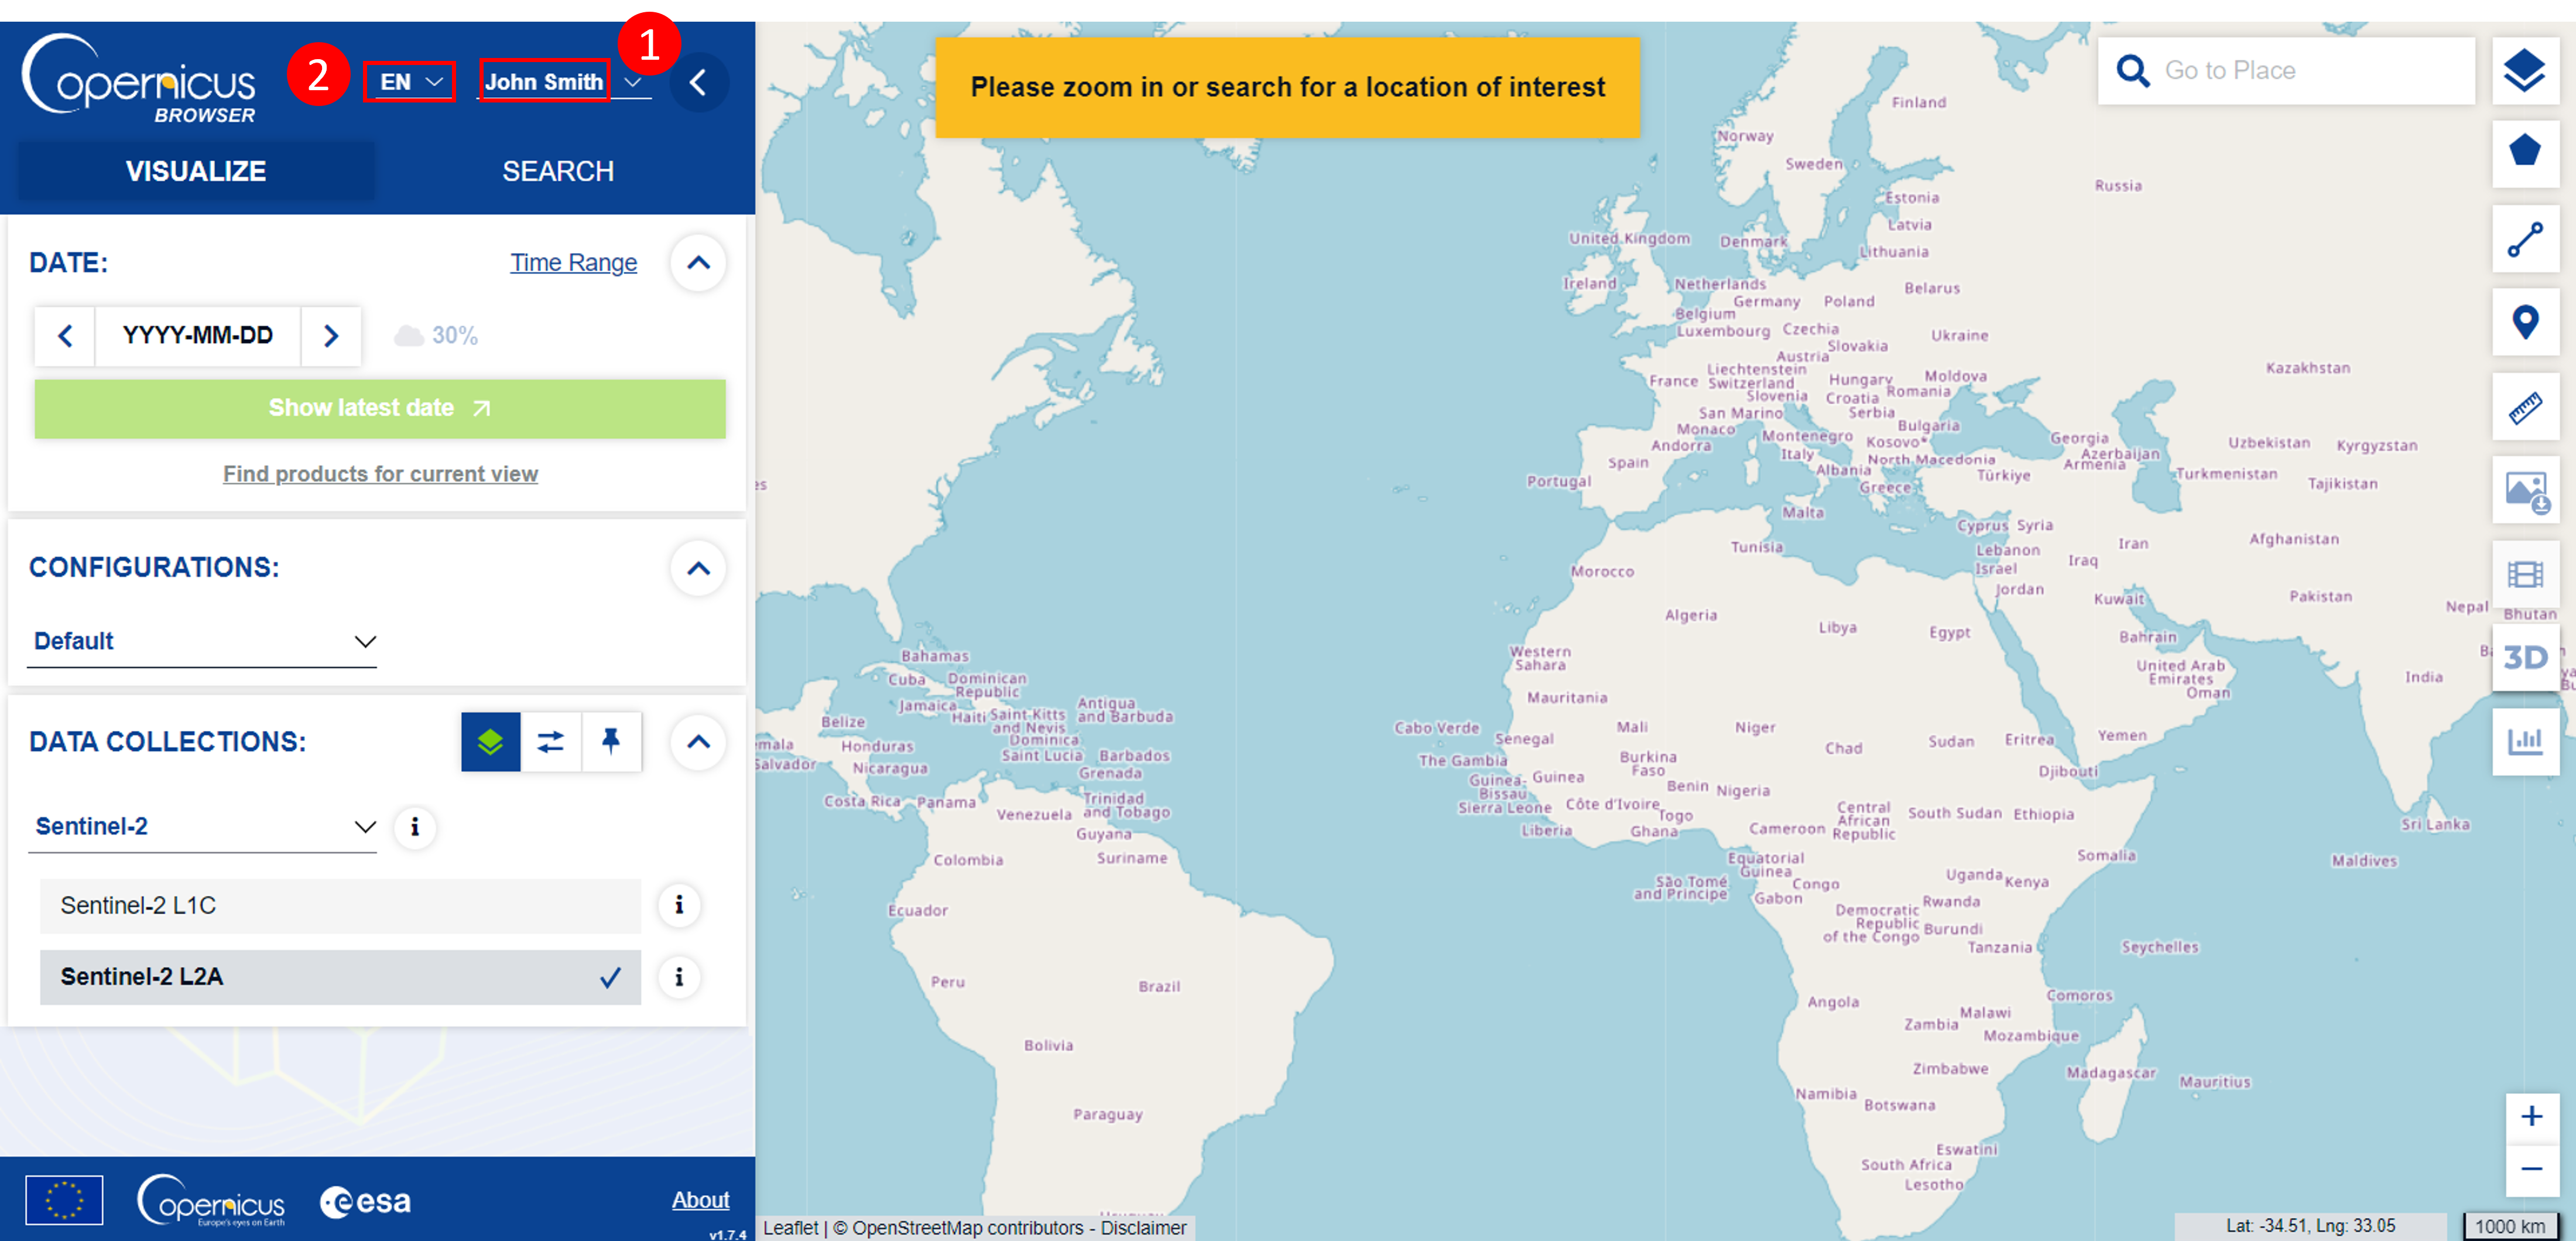 Copernicus
BROWSER
2
EN
John Smith
1
VISUALIZE
SEARCH
DATE:
Time Range
YYYY-MM-DD
30%
Show latest date
Find products for current view
CONFIGURATIONS:
Default
DATA COLLECTIONS:
Sentinel-2
i
Sentinel-2 L1C
i
Sentinel-2 L2A
i
Copernicus
Europe's eyes on Earth
esa
About
v1.7.4
Please zoom in or search for a location of interest
Go to Place
3D
Finland
Norway
Sweden
Russia
Estonia
Latvia
Lithuania
United Kingdom
Denmark
Ireland
Netherlands
Belarus
Germany
Poland
Belgium
Luxembourg
Czechia
Ukraine
Slovakia
Austria
Liechtenstein
Kazakhstan
France
Switzerland
Hungary
Moldova
Slovenia
Croatia
Romania
San Marino
Serbia
Monaco
Bulgaria
Andorra
Montenegro
Kosovo*
Georgia
Uzbekistan
Kyrgyzstan
Italy
Azerbaijan
Spain
Albania
North Macedonia
Armenia
Türkiye
Turkmenistan
Tajikistan
Portugal
Greece
es
Malta
Cyprus
Syria
Tunisia
Lebanon
Iran
Afghanistan
Israel
Iraq
Morocco
Jordan
Kuwait
Pakistan
Nepal
Bhutan
Algeria
Libya
Egypt
Bahrain
Western
Sahara
United Arab
Emirates
India
Oman
Bahamas
Cuba
Dominican
Republic
Mauritania
Jamaica
Haiti
Saint Kitts
and Nevis
Antigua
and Barbuda
Belize
Cabo Verde
Mali
Niger
Senegal
Chad
Sudan
Eritrea
Yemen
mala
Honduras
Dominica
Saint Lucia
Barbados
The Gambia
Burkina
Faso
Salvador
Nicaragua
Grenada
Guinea-
Bissau
Guinea
Djibouti
Benin
Nigeria
Costa Rica
Panama
Trinidad
and Tobago
Venezuela
Sierra Leone
Côte d'Ivoire
Togo
Central
African
Republic
South Sudan
Ethiopia
Liberia
Ghana
Cameroon
Sri Lanka
Guyana
Colombia
Suriname
Equatorial
Guinea
Somalia
Maldives
São Tomé
and Principe
Congo
Gabon
Uganda
Kenya
Ecuador
Democratic
Republic
of the Congo
Rwanda
Burundi
Tanzania
Seychelles
Peru
Brazil
Comoros
Angola
Malawi
Zambia
Mozambique
Bolivia
Zimbabwe
Madagascar
Mauritius
Namibia
Botswana
Paraguay
Eswatini
South Africa
Lesotho
+
−
Leaflet | © OpenStreetMap contributors - Disclaimer
Lat: -34.51, Lng: 33.05
1000 km